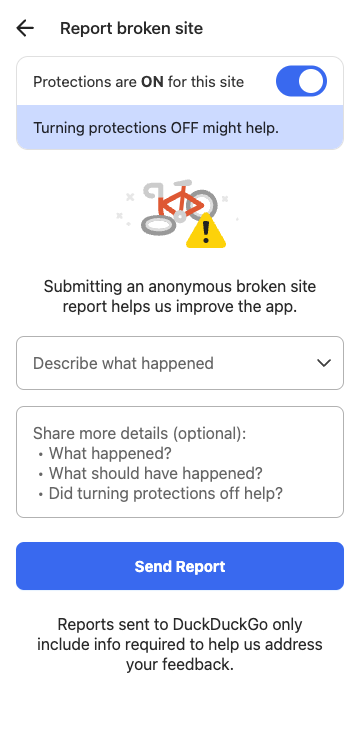 Report broken site
Protections are ON for this site
Turning protections OFF might help.
Submitting an anonymous broken site
report helps us improve the app.
Describe what happened
Share more details (optional):
• What happened?
• What should have happened?
• Did turning protections off help?
Send Report
Reports sent to DuckDuckGo only
include info required to help us address
your feedback.